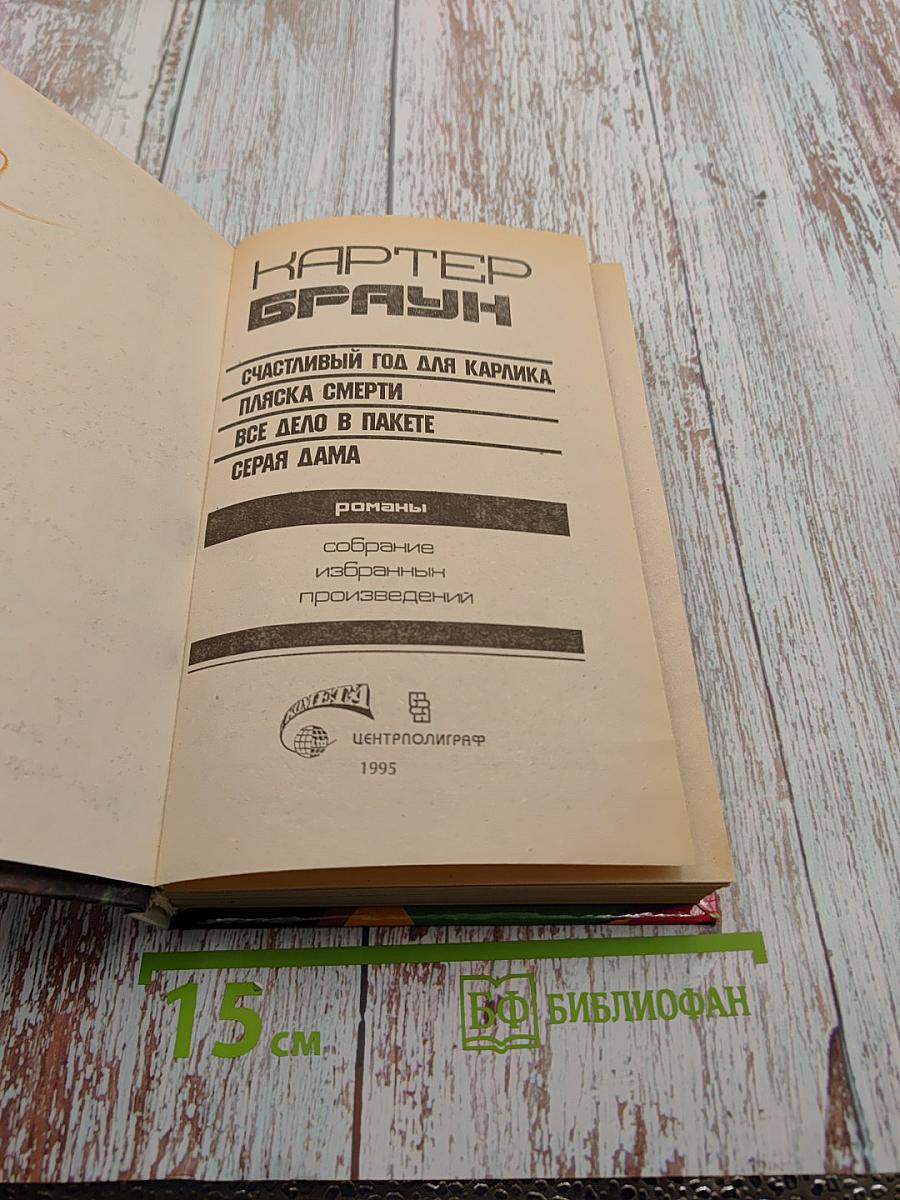 КАРТЕР
БРАУН
СЧАСТЛИВЫЙ ГОД ДЛЯ КАРЛИКА
ПЛЯСКА СМЕРТИ
ВСЕ ДЕЛО В ПАКЕТЕ
СЕРАЯ ДАМА
романы
собрание
избранных
произведений
КОМЕТА
ЦЕНТРПОЛИГРАФ
1995
15 см
БФ БИБЛИОФАН